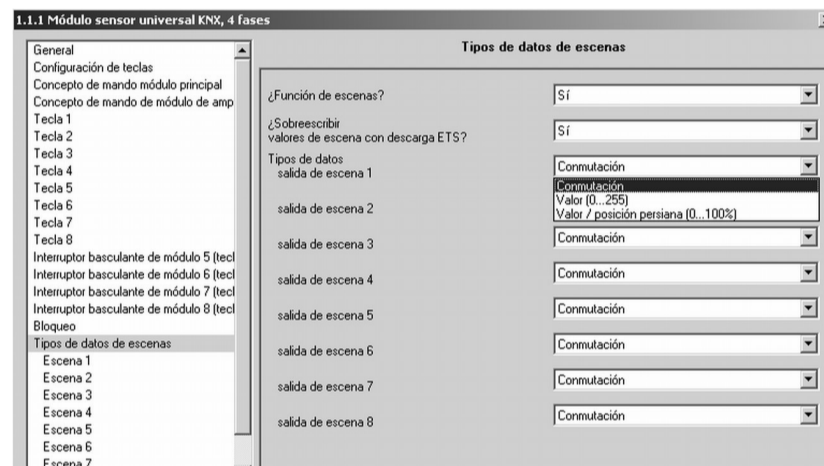 1.1.1 Módulo sensor universal KNX, 4 fases
General
Configuración de teclas
Concepto de mando módulo principal
Concepto de mando de módulo de amp
Tecla 1
Tecla 2
Tecla 3
Tecla 4
Tecla 5
Tecla 6
Tecla 7
Tecla 8
Interruptor basculante de módulo 5 (tecl
Interruptor basculante de módulo 6 (tecl
Interruptor basculante de módulo 7 (tecl
Interruptor basculante de módulo 8 (tecl
Bloqueo
Tipos de datos de escenas
Escena 1
Escena 2
Escena 3
Escena 4
Escena 5
Escena 6
Escena 7
Tipos de datos de escenas
¿Función de escenas?
Sí
¿Sobreescribir
valores de escena con descarga ETS?
Sí
Tipos de datos
salida de escena 1
Conmutación
Conmutación
Valor (0...255)
Valor / posición persiana (0...100%)
salida de escena 2
salida de escena 3
Conmutación
salida de escena 4
Conmutación
salida de escena 5
Conmutación
salida de escena 6
Conmutación
salida de escena 7
Conmutación
salida de escena 8
Conmutación